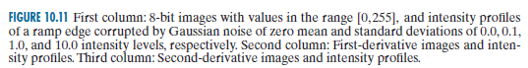 FIGURE 10.11 First column: 8-bit images with values in the range [0,255], and intensity profiles
of a ramp edge corrupted by Gaussian noise of zero mean and standard deviations of 0.0, 0.1,
1.0, and 10.0 intensity levels, respectively. Second column: First-derivative images and inten-
sity profiles. Third column: Second-derivative images and intensity profiles.